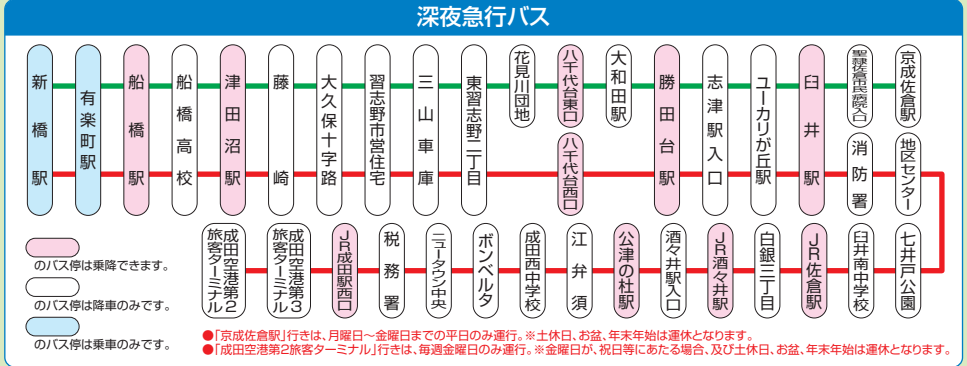 深夜急行バス
新橋駅
有楽町駅
船橋駅
船橋高校
津田沼駅
藤崎
大久保十字路
習志野市営住宅
三山車庫
東習志野二丁目
花見川団地
八千代台東口
大和田駅
勝田台駅
志津駅入口
ユーカリが丘駅
臼井駅
聖隷佐倉市民病院入口
京成佐倉駅
八千代台西口
消防署
地区センター
成田空港第2旅客ターミナル
成田空港第3旅客ターミナル
JR成田駅西口
税務署
ニュータウン中央
ボンベルタ
成田西中学校
江弁須
公津の杜駅
酒々井駅入口
JR酒々井駅
白銀三丁目
JR佐倉駅
臼井南中学校
七井戸公園
のバス停は乗降できます。
のバス停は降車のみです。
のバス停は乗車のみです。
●「京成佐倉駅」行きは、月曜日～金曜日までの平日のみ運行。※土休日、お盆、年末年始は運休となります。
●「成田空港第2旅客ターミナル」行きは、毎週金曜日のみ運行。※金曜日が、祝日等にあたる場合、及び土休日、お盆、年末年始は運休となります。